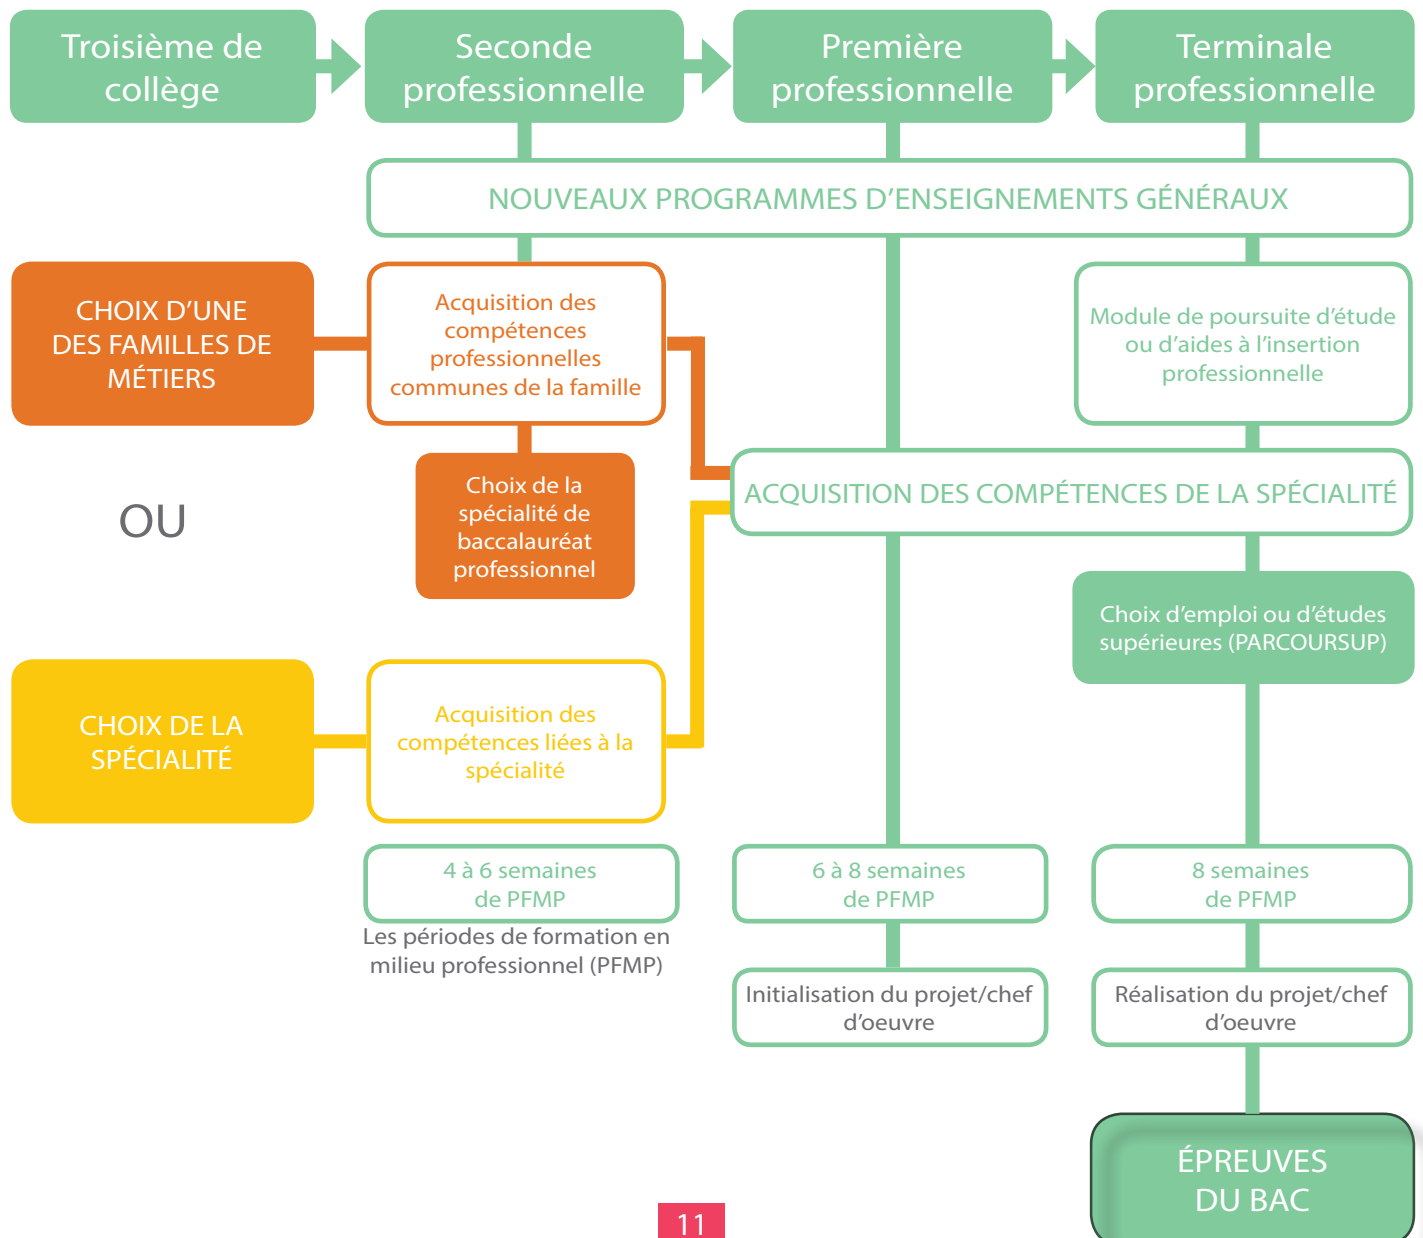 Troisième de
collège
Seconde
professionnelle
Première
professionnelle
Terminale
professionnelle
NOUVEAUX PROGRAMMES D’ENSEIGNEMENTS GÉNÉRAUX
CHOIX D’UNE
DES FAMILLES DE
MÉTIERS
Acquisition des
compétences
professionnelles
communes de la famille
Module de poursuite d’étude
ou d’aides à l’insertion
professionnelle
Choix de la
spécialité de
baccalauréat
professionnel
ACQUISITION DES COMPÉTENCES DE LA SPÉCIALITÉ
OU
Choix d’emploi ou d’études
supérieures (PARCOURSUP)
CHOIX DE LA
SPÉCIALITÉ
Acquisition des
compétences liées à la
spécialité
4 à 6 semaines
de PFMP
Les périodes de formation en
milieu professionnel (PFMP)
6 à 8 semaines
de PFMP
8 semaines
de PFMP
Initialisation du projet/chef
d’oeuvre
Réalisation du projet/chef
d’oeuvre
ÉPREUVES
DU BAC
11